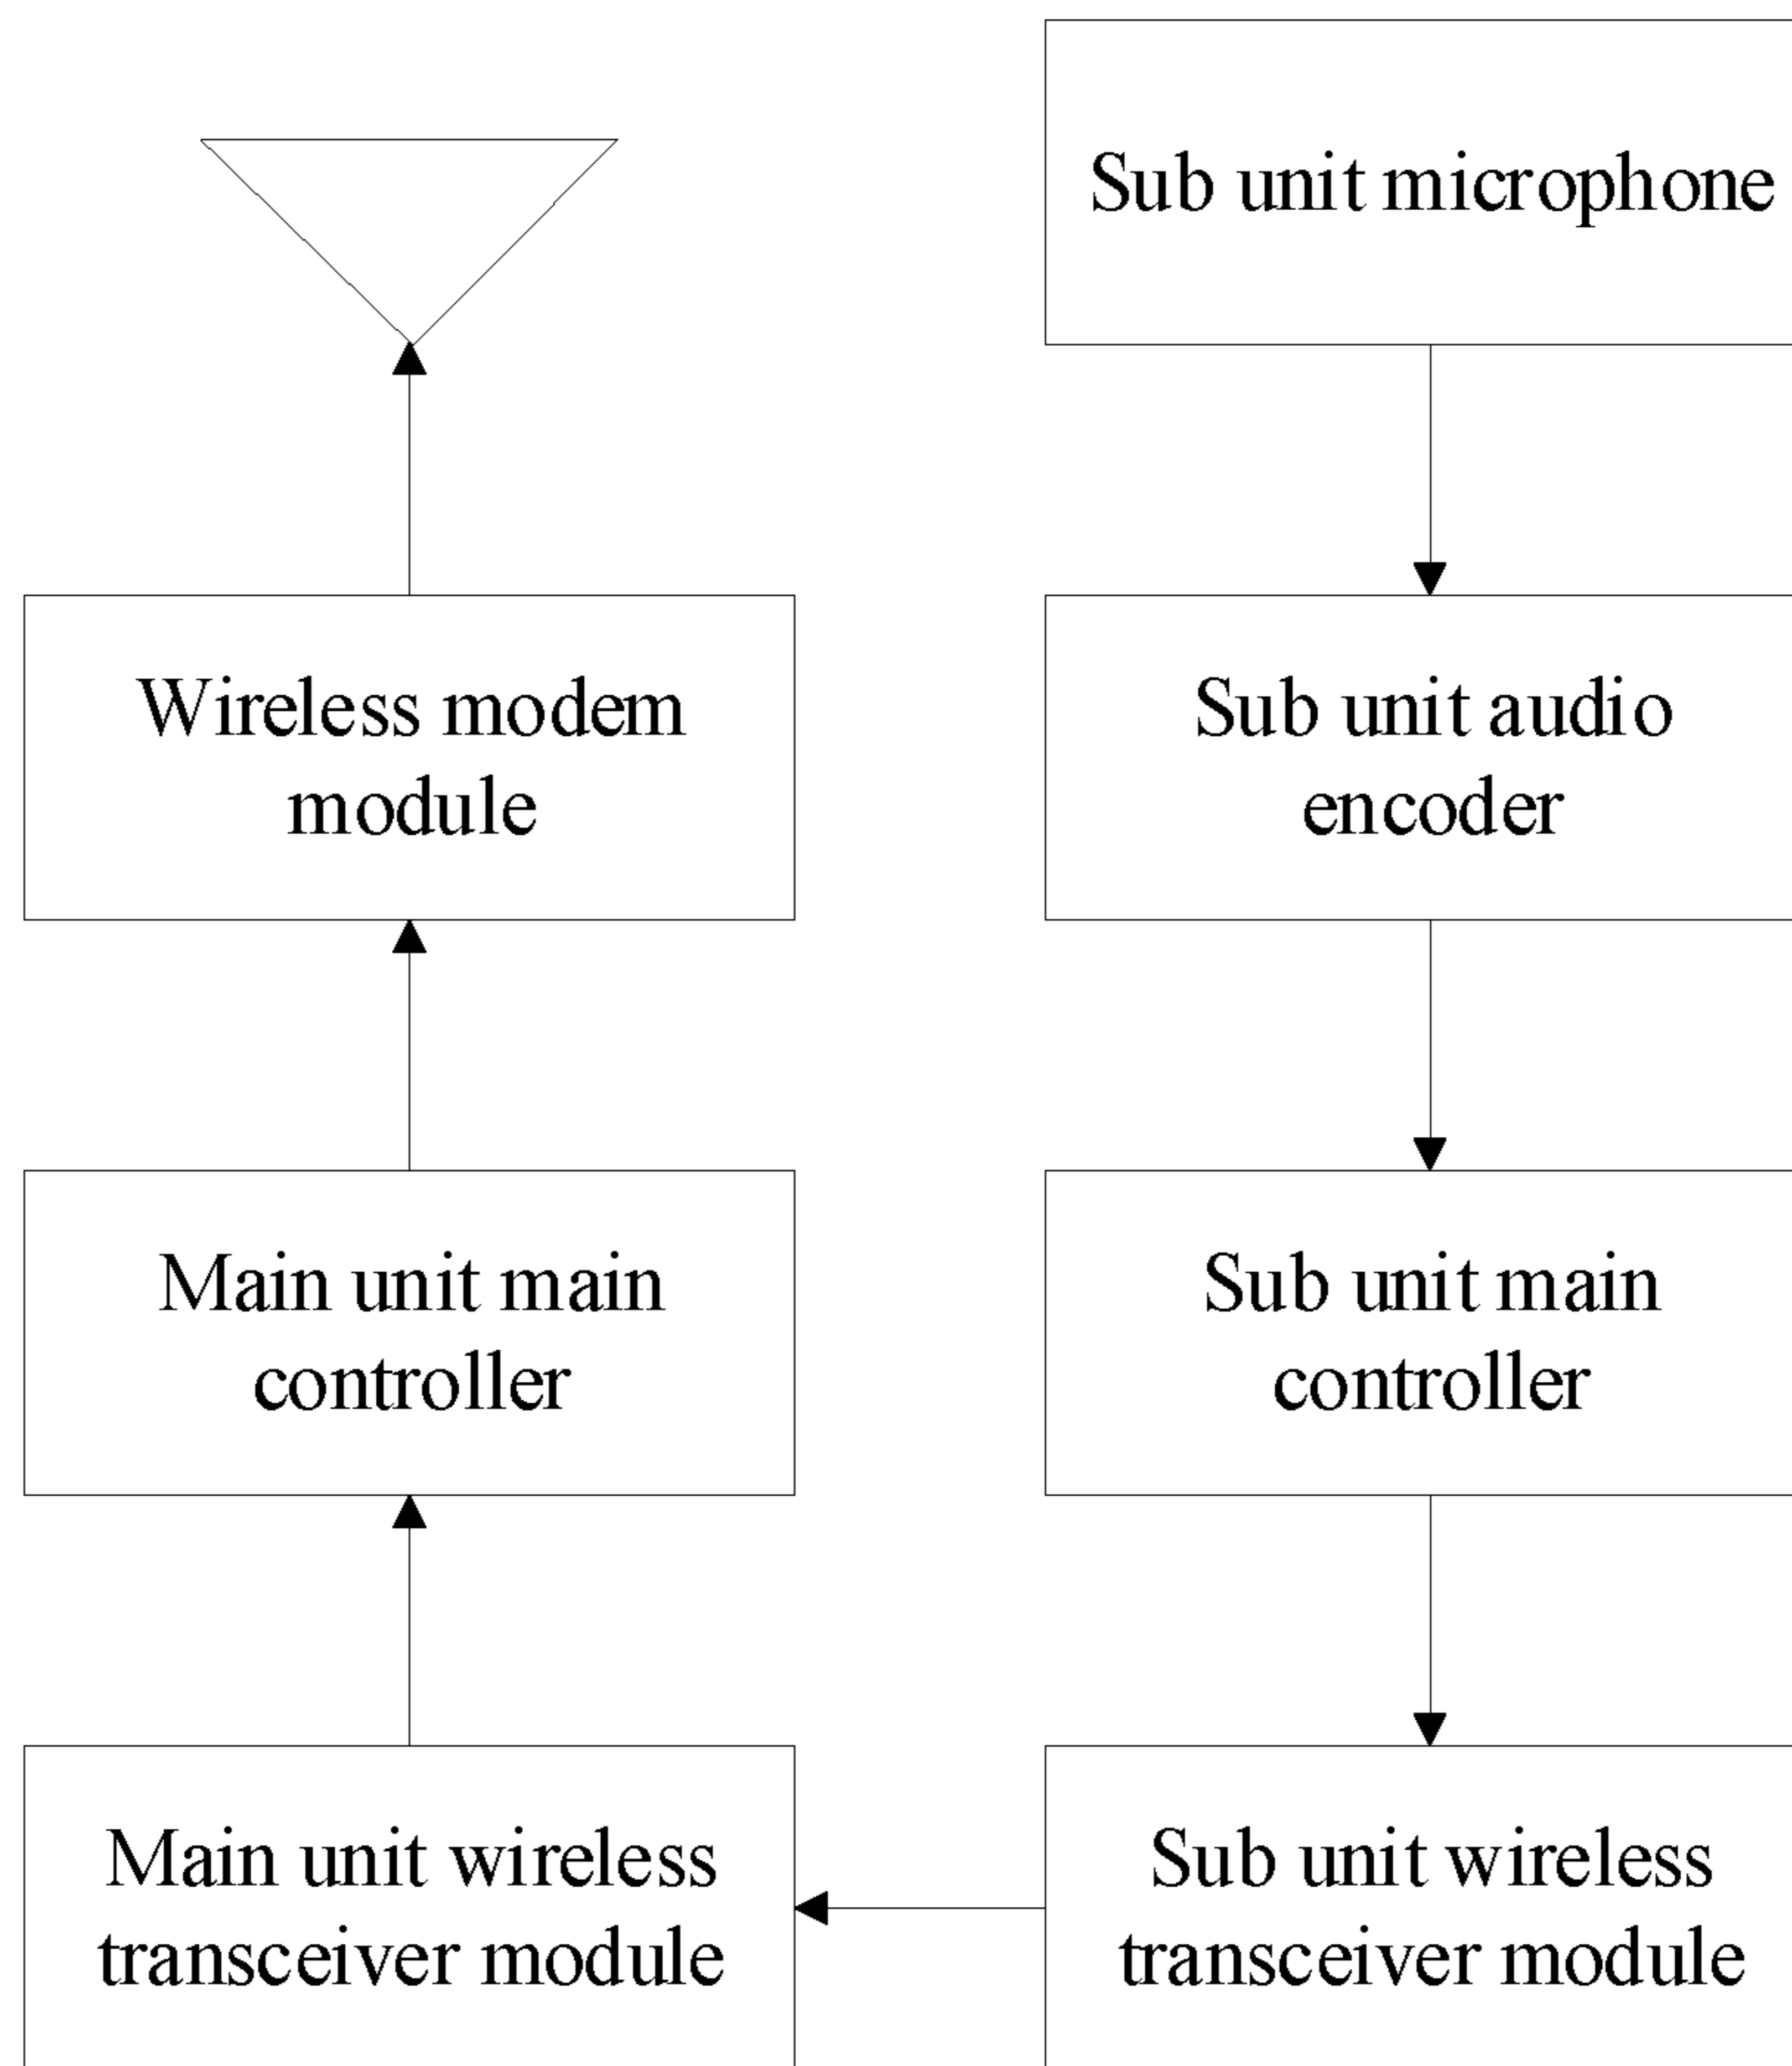 Sub unit microphone
Wireless modem
module
Sub unit audio
encoder
Main unit main
controller
Sub unit main
controller
Main unit wireless
transceiver module
Sub unit wireless
transceiver module